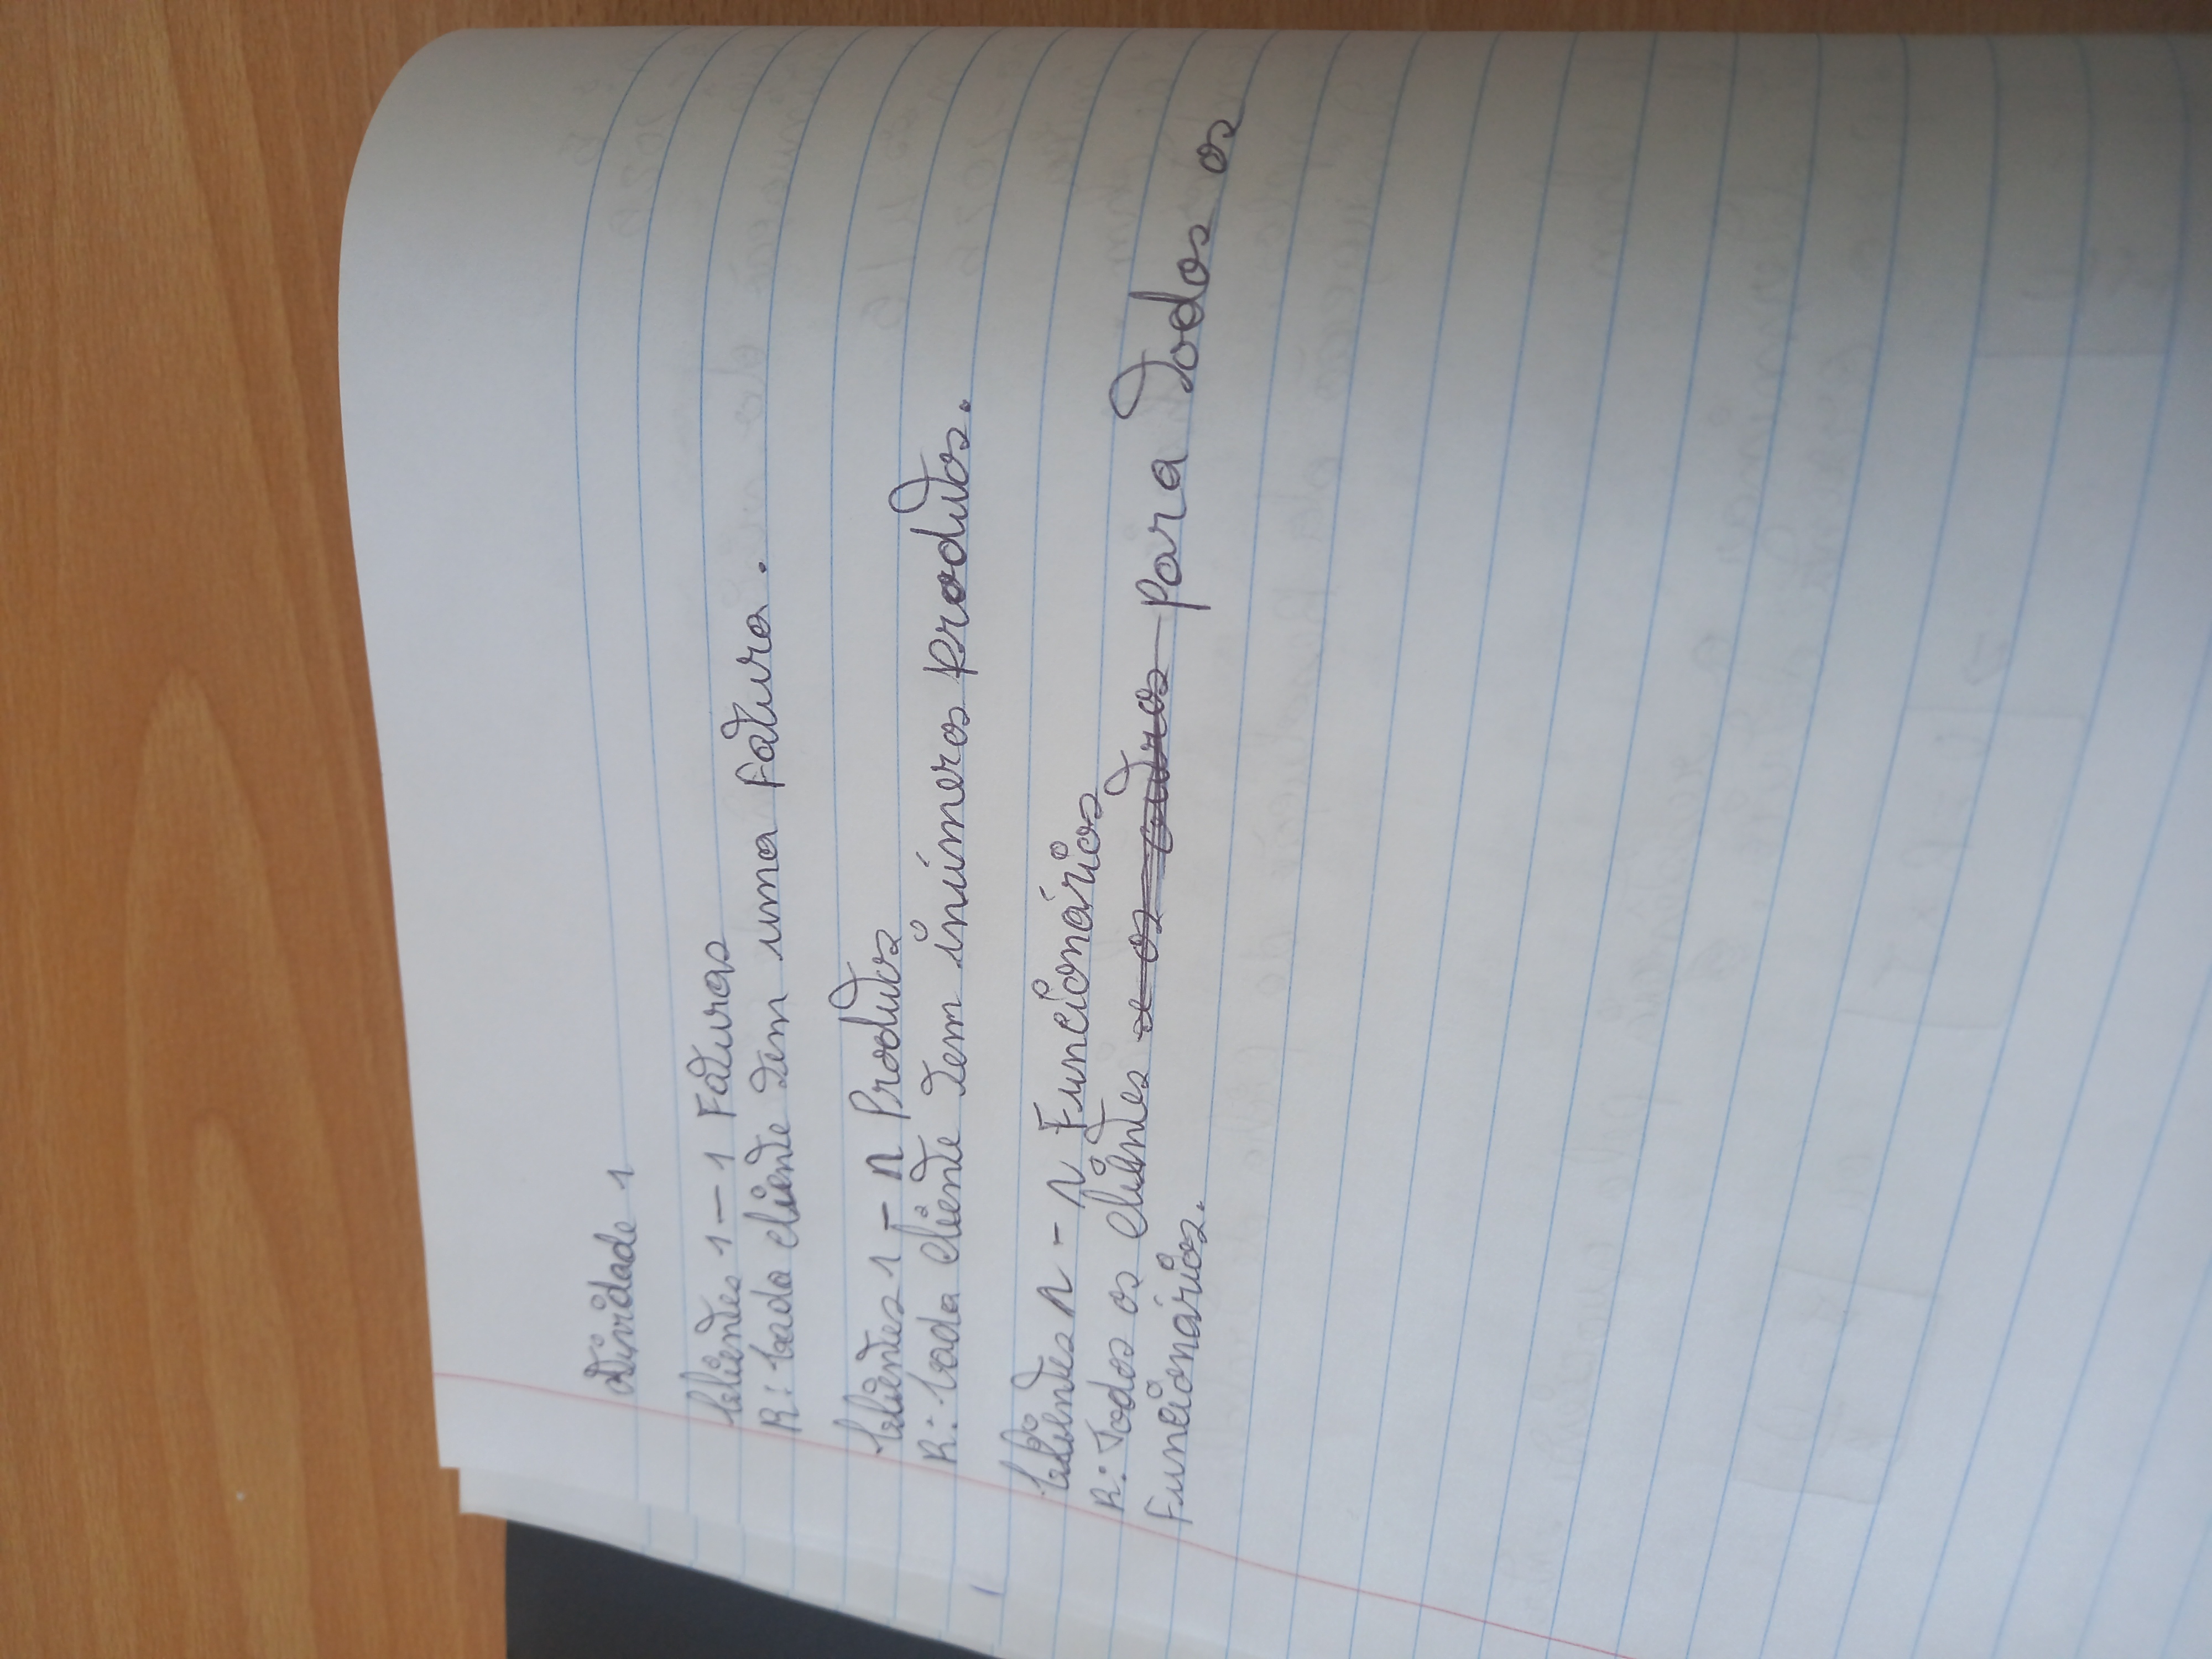 Atividade 1
Clientes 1 – 1 Faturas
R: Cada cliente tem uma fatura.
Clientes 1 – n Produtos
R: Cada cliente tem inúmeros produtos.
Clientes n – n Funcionários
R: Todos os clientes e os outros para todos os
Funcionários.